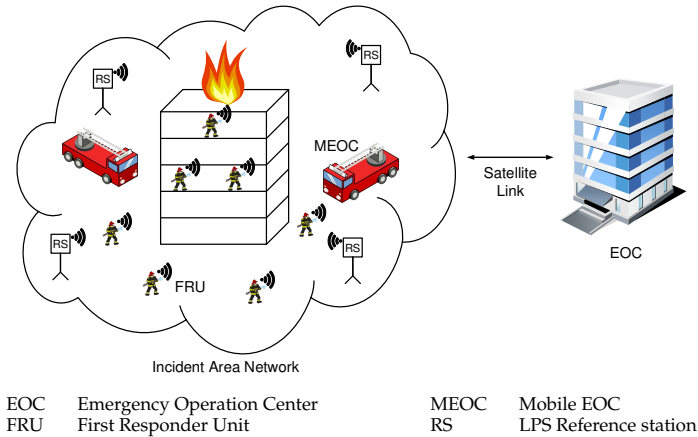 RS
RS
MEOC
Satellite
Link
RS
RS
EOC
FRU
Incident Area Network
EOC Emergency Operation Center MEOC Mobile EOC
FRU First Responder Unit RS LPS Reference station